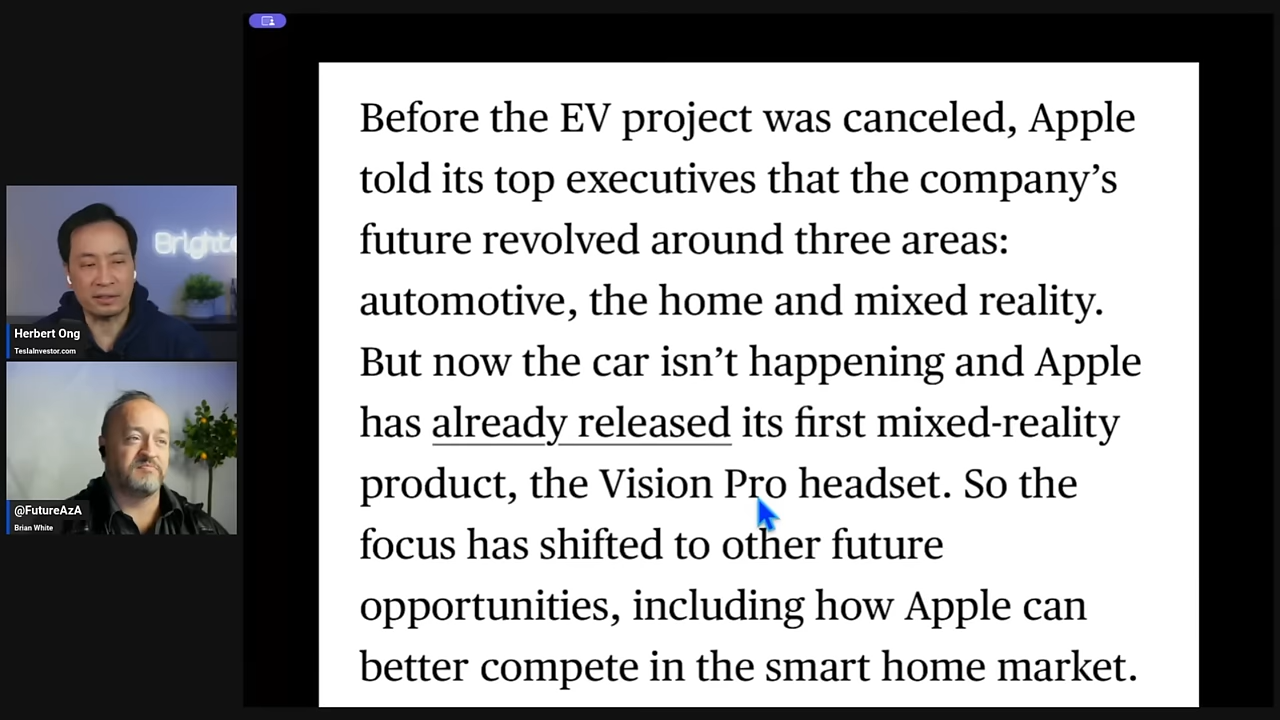 Before the EV project was canceled, Apple
told its top executives that the company’s
future revolved around three areas:
automotive, the home and mixed reality.
But now the car isn’t happening and Apple
has already released its first mixed-reality
product, the Vision Pro headset. So the
focus has shifted to other future
opportunities, including how Apple can
better compete in the smart home market.
Brighte
Herbert Ong
TeslaInvestor.com
@FutureAzA
Brian White